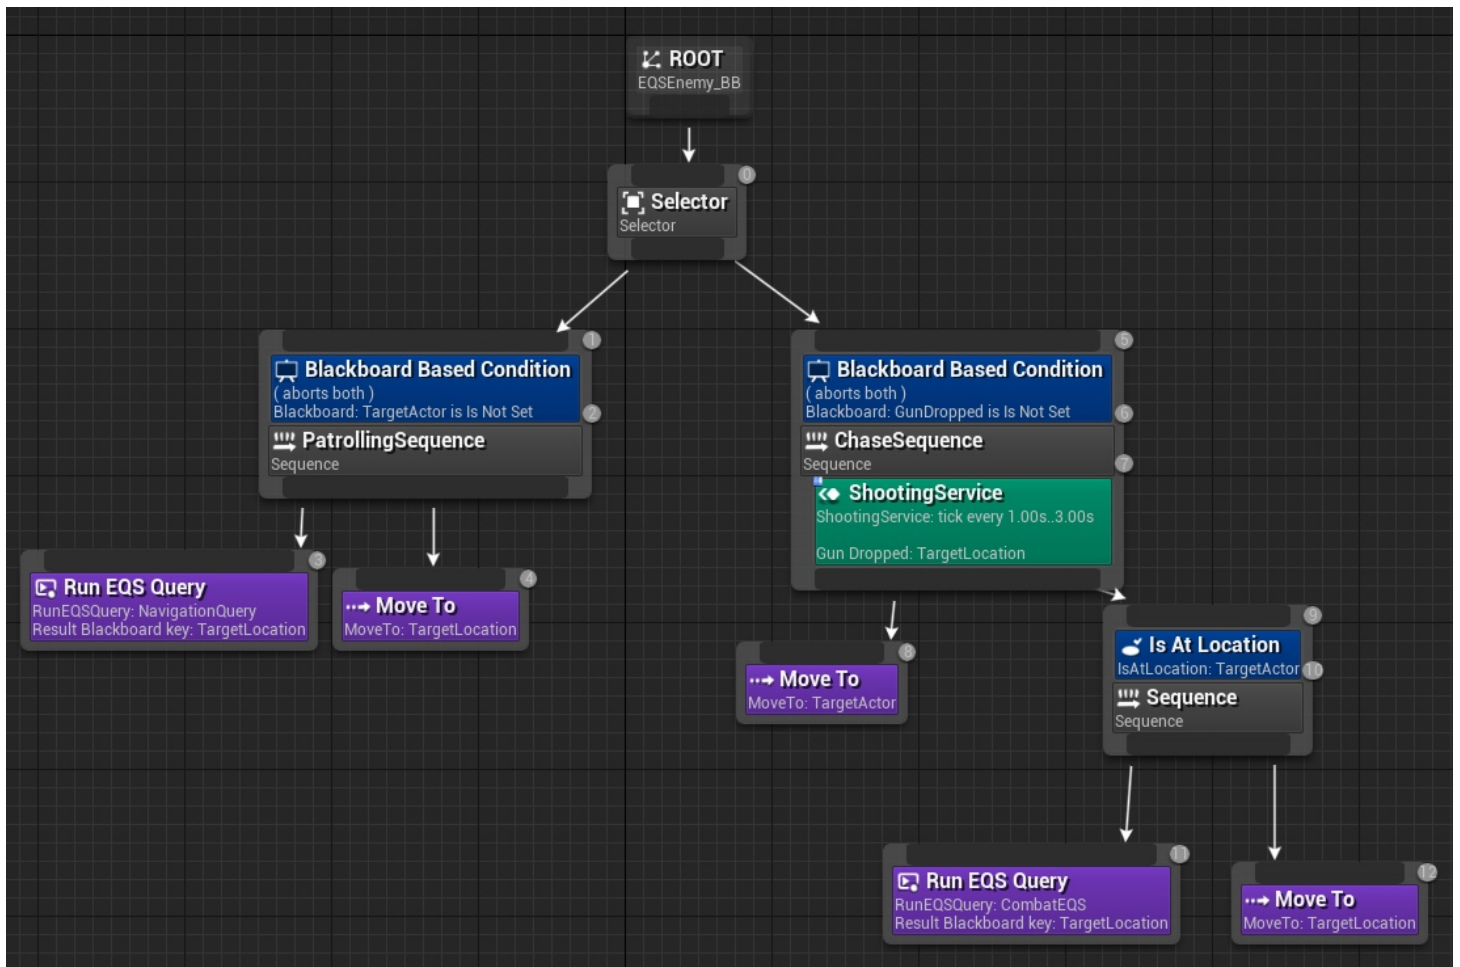 ROOT
EQSEnemy_BB
0
Selector
Selector
1
Blackboard Based Condition
( aborts both )
Blackboard: TargetActor is Is Not Set
2
PatrollingSequence
Sequence
5
Blackboard Based Condition
( aborts both )
Blackboard: GunDropped is Is Not Set
6
ChaseSequence
Sequence
7
ShootingService
ShootingService: tick every 1.00s..3.00s
Gun Dropped: TargetLocation
3
Run EQS Query
RunEQSQuery: NavigationQuery
Result Blackboard key: TargetLocation
4
Move To
MoveTo: TargetLocation
8
Move To
MoveTo: TargetActor
9
Is At Location
IsAtLocation: TargetActor
10
Sequence
Sequence
11
Run EQS Query
RunEQSQuery: CombatEQS
Result Blackboard key: TargetLocation
12
Move To
MoveTo: TargetLocation